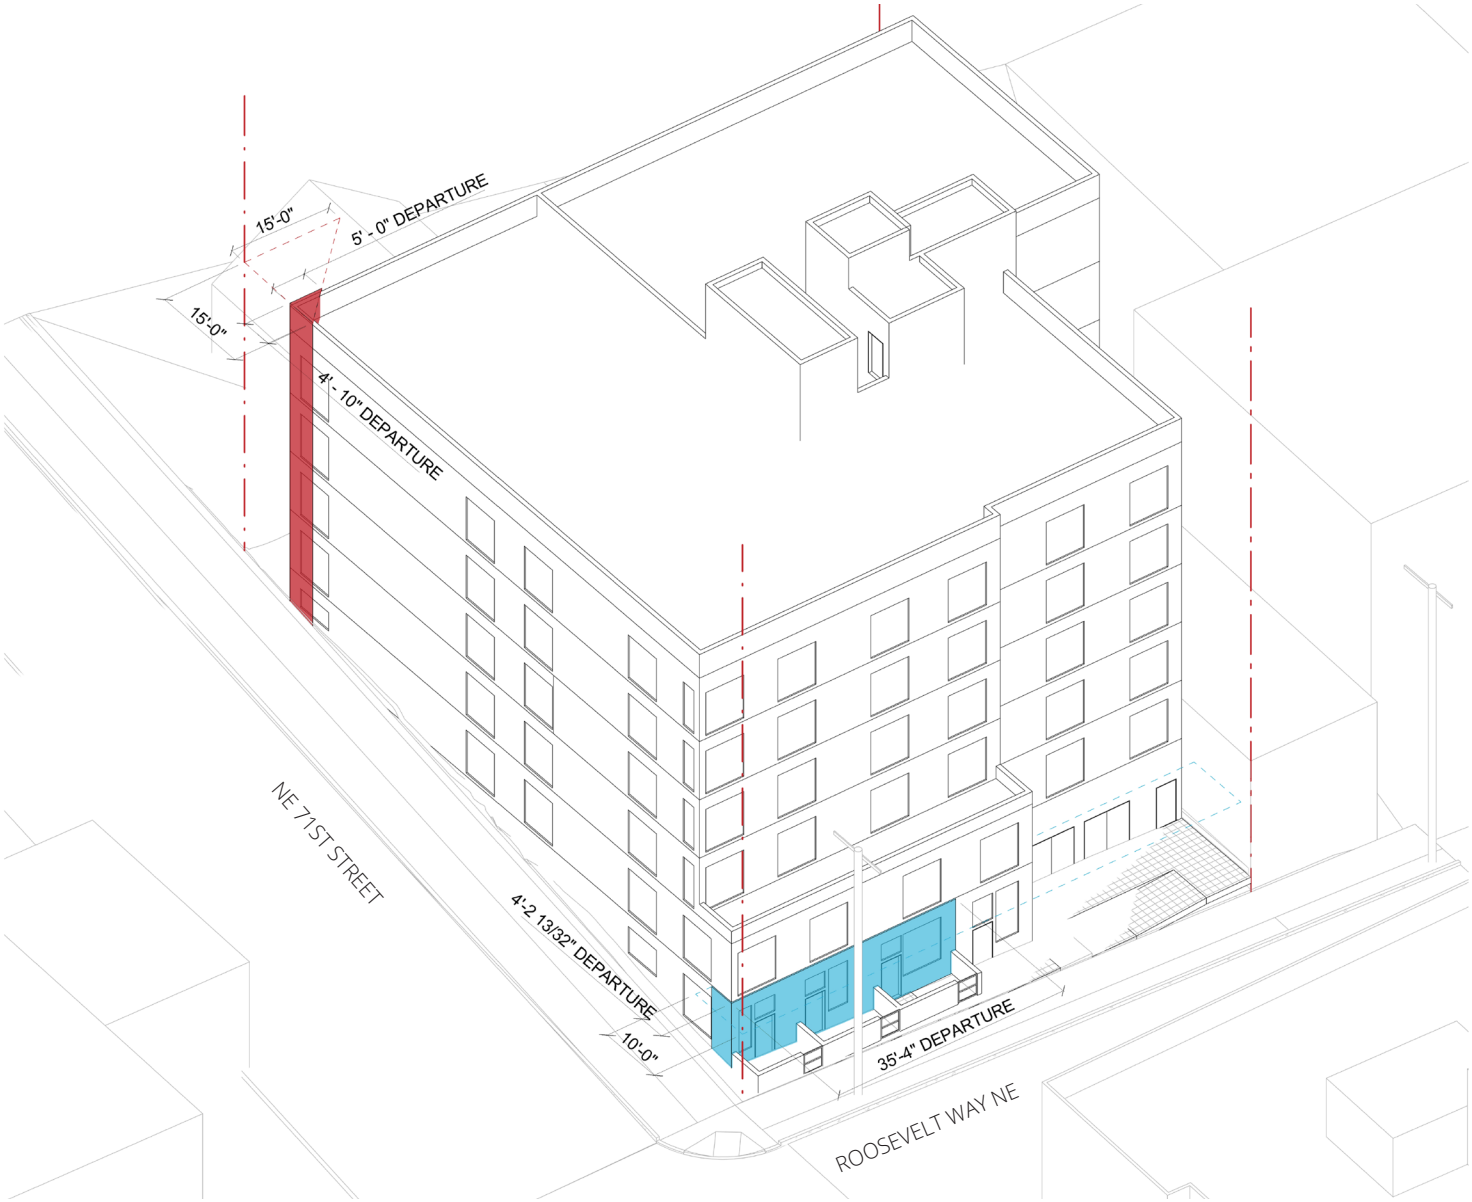 15'-0"
5' - 0" DEPARTURE
15'-0"
4' - 10" DEPARTURE
NE 71ST STREET
4'-2 13/32" DEPARTURE
10'-0"
35'-4" DEPARTURE
ROOSEVELT WAY NE